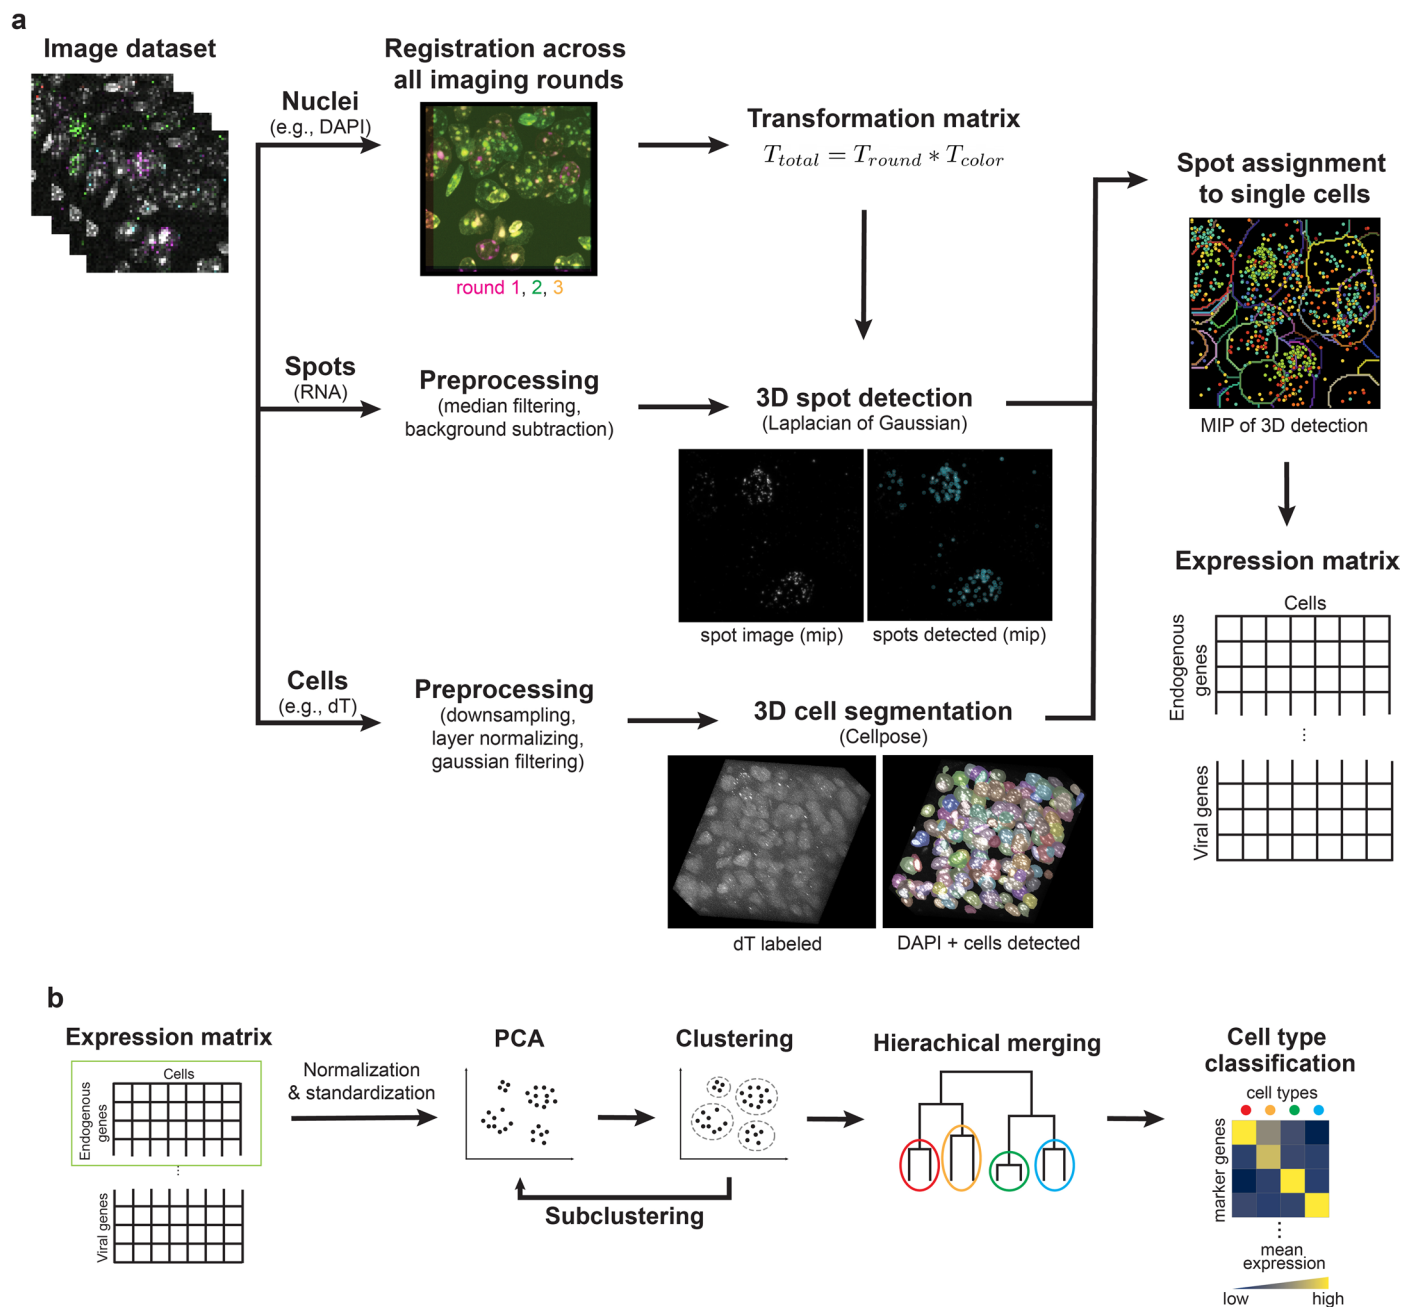 a
Image dataset
Nuclei
(e.g., DAPI)
Registration across
all imaging rounds
round 1, 2, 3
Transformation matrix
T_total = T_round * T_color
Spot assignment
to single cells
MIP of 3D detection
Spots
(RNA)
Preprocessing
(median filtering,
background subtraction)
3D spot detection
(Laplacian of Gaussian)
spot image (mip)
spots detected (mip)
Expression matrix
Cells
Endogenous
genes
⋮
Viral genes
Cells
(e.g., dT)
Preprocessing
(downsampling,
layer normalizing,
gaussian filtering)
3D cell segmentation
(Cellpose)
dT labeled
DAPI + cells detected
b
Expression matrix
Cells
Endogenous
genes
⋮
Viral genes
Normalization
& standardization
PCA
Clustering
Subclustering
Hierachical merging
Cell type
classification
cell types
marker genes
⋮
mean
expression
low
high